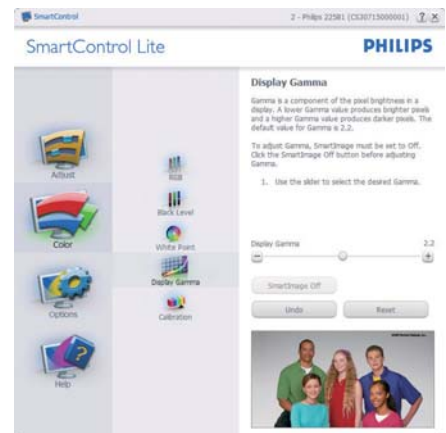 SmartControl
2 - Philips 225B1 (CS30715000001)
?
X
SmartControl Lite
PHILIPS
Adjust
Color
Options
Help
RGB
Black Level
White Point
Display Gamma
Calibration
Display Gamma
Gamma is a component of the pixel brightness in a
display. A lower Gamma value produces brighter pixels
and a higher Gamma value produces darker pixels. The
default value for Gamma is 2.2.
To adjust Gamma, SmartImage must be set to Off.
Click the SmartImage Off button before adjusting
Gamma.
1. Use the slider to select the desired Gamma.
Display Gamma
2.2
SmartImage Off
Undo
Reset